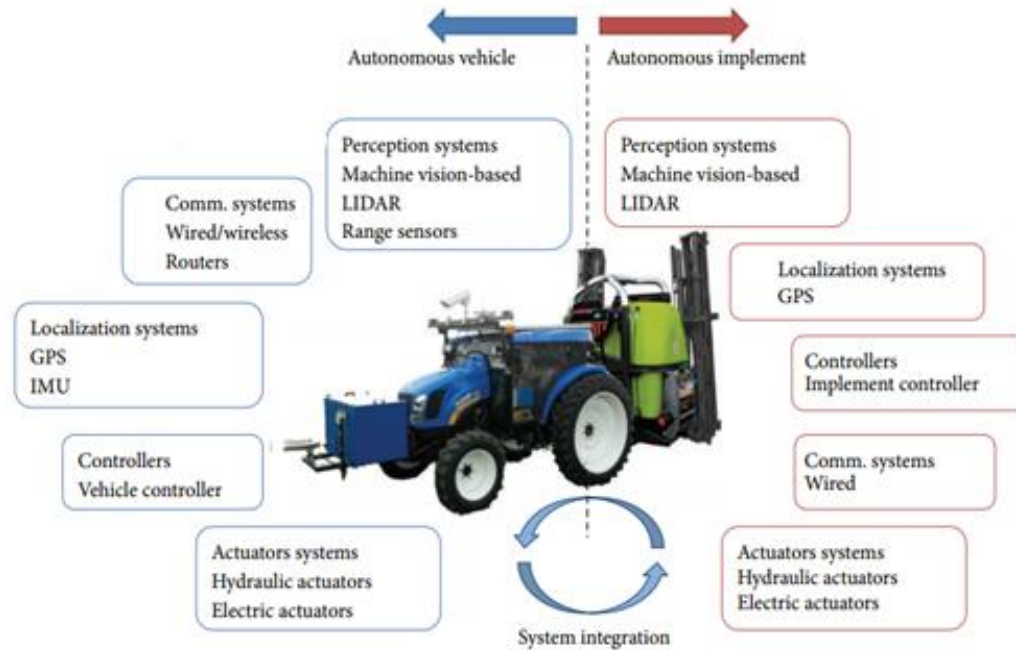 Autonomous vehicle
Autonomous implement
Perception systems
Machine vision-based
LIDAR
Range sensors
Perception systems
Machine vision-based
LIDAR
Comm. systems
Wired/wireless
Routers
Localization systems
GPS
Localization systems
GPS
IMU
Controllers
Implement controller
Controllers
Vehicle controller
Comm. systems
Wired
Actuators systems
Hydraulic actuators
Electric actuators
Actuators systems
Hydraulic actuators
Electric actuators
System integration